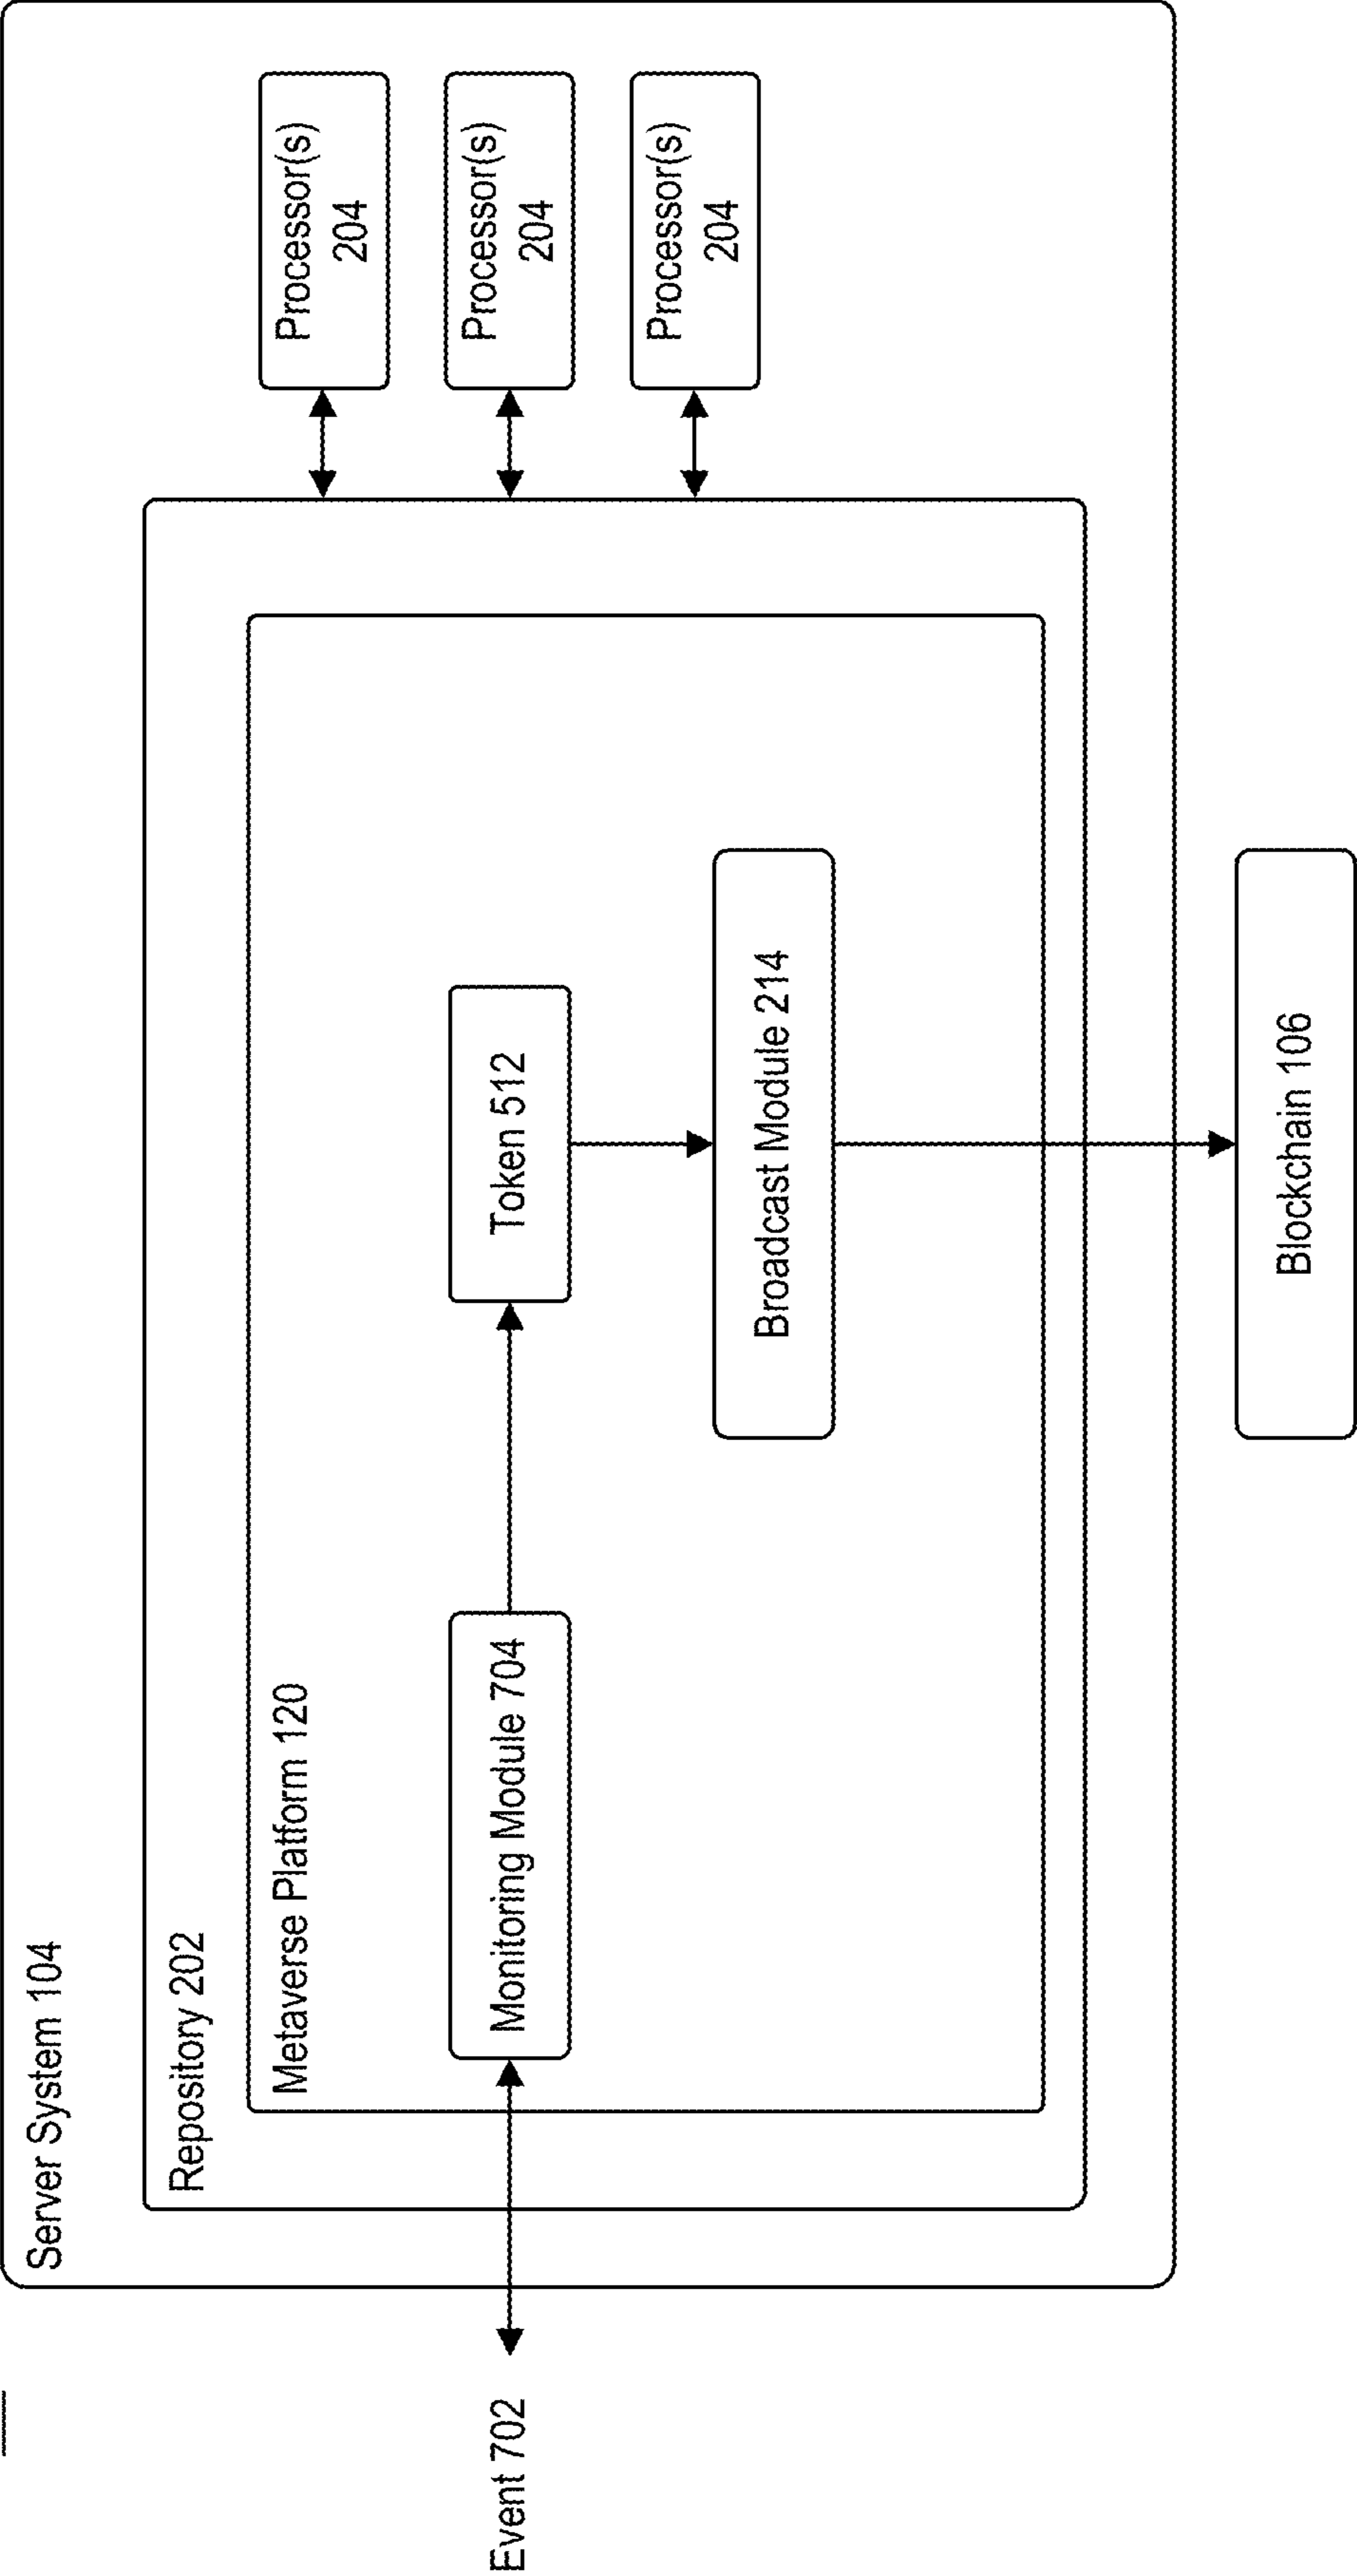 Server System 104
Repository 202
Metaverse Platform 120
Processor(s)
204
Processor(s)
204
Processor(s)
204
Event 702
Monitoring Module 704
Token 512
Broadcast Module 214
Blockchain 106